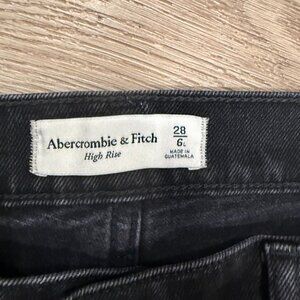 Abercrombie & Fitch
High Rise
28
6L
MADE IN
GUATEMALA